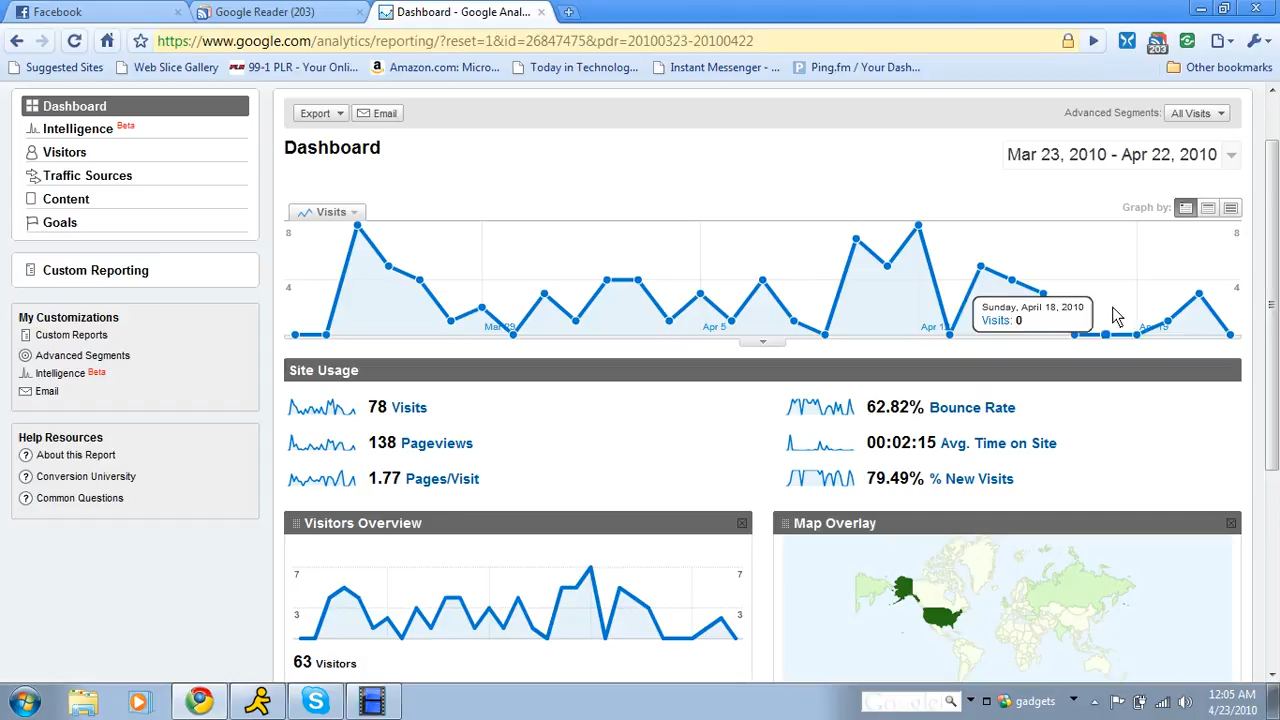 Facebook
Google Reader (203)
Dashboard - Google Anal...
https://www.google.com/analytics/reporting/?reset=1&id=26847475&pdr=20100323-20100422
203
Suggested Sites
Web Slice Gallery
PLR
99-1 PLR - Your Onli...
Amazon.com: Micro...
Today in Technolog...
Instant Messenger - ...
Ping.fm / Your Dash...
Other bookmarks
Dashboard
Intelligence Beta
Visitors
Traffic Sources
Content
Goals
Custom Reporting
My Customizations
Custom Reports
Advanced Segments
Intelligence Beta
Email
Help Resources
About this Report
Conversion University
Common Questions
Export
Email
Advanced Segments: All Visits
Dashboard
Mar 23, 2010 - Apr 22, 2010
Visits
Graph by:
8
8
4
4
Sunday, April 18, 2010
Visits: 0
Mar 29
Apr 5
Apr 1
Site Usage
78 Visits
62.82% Bounce Rate
138 Pageviews
00:02:15 Avg. Time on Site
1.77 Pages/Visit
79.49% % New Visits
Visitors Overview
Map Overlay
7
7
3
3
63 Visitors
Google
gadgets
12:05 AM
4/23/2010